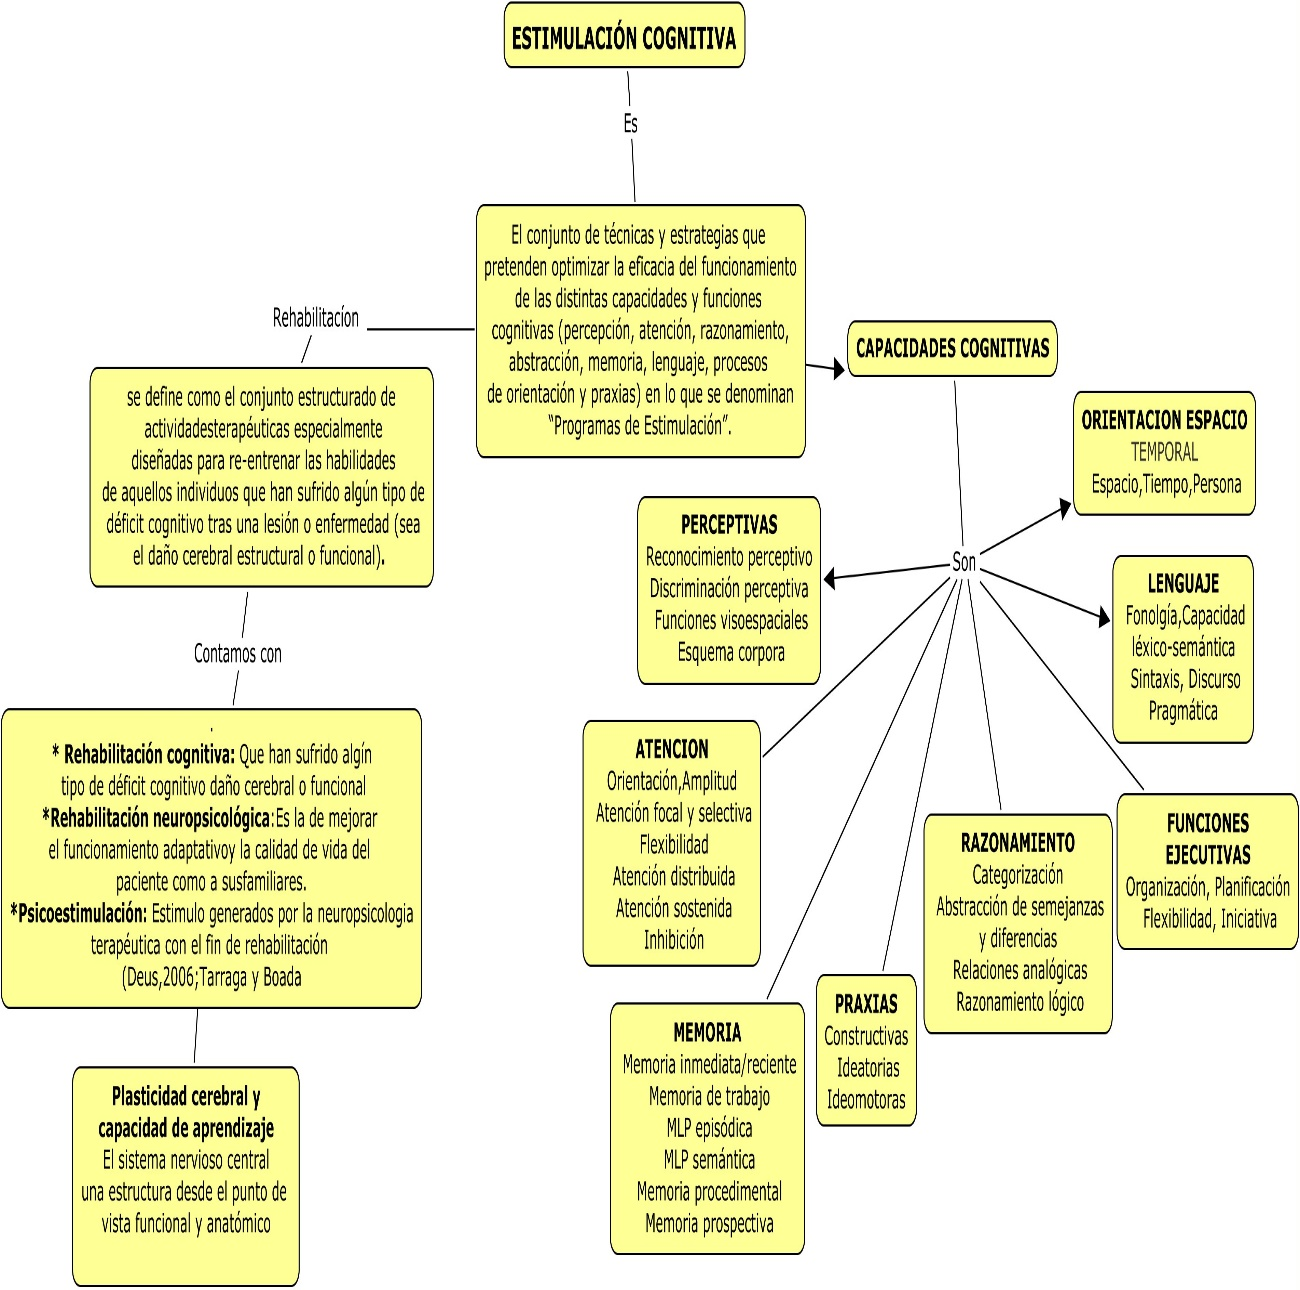 ESTIMULACIÓN COGNITIVA
Es
El conjunto de técnicas y estrategias que
pretenden optimizar la eficacia del funcionamiento
de las distintas capacidades y funciones
cognitivas (percepción, atención, razonamiento,
abstracción, memoria, lenguaje, procesos
de orientación y praxias) en lo que se denominan
“Programas de Estimulación”.
Rehabilitacíon
se define como el conjunto estructurado de
actividadesterapéuticas especialmente
diseñadas para re-entrenar las habilidades
de aquellos individuos que han sufrido algún tipo de
déficit cognitivo tras una lesión o enfermedad (sea
el daño cerebral estructural o funcional).
Contamos con
.
* Rehabilitación cognitiva: Que han sufrido algín
tipo de déficit cognitivo daño cerebral o funcional
*Rehabilitación neuropsicológica:Es la de mejorar
el funcionamiento adaptativoy la calidad de vida del
paciente como a susfamiliares.
*Psicoestimulación: Estimulo generados por la neuropsicologia
terapéutica con el fin de rehabilitación
(Deus,2006;Tarraga y Boada
Plasticidad cerebral y
capacidad de aprendizaje
El sistema nervioso central
una estructura desde el punto de
vista funcional y anatómico
CAPACIDADES COGNITIVAS
Son
ORIENTACION ESPACIO
TEMPORAL
Espacio,Tiempo,Persona
PERCEPTIVAS
Reconocimiento perceptivo
Discriminación perceptiva
Funciones visoespaciales
Esquema corpora
LENGUAJE
Fonolgía,Capacidad
léxico-semántica
Sintaxis, Discurso
Pragmática
ATENCION
Orientación,Amplitud
Atención focal y selectiva
Flexibilidad
Atención distribuida
Atención sostenida
Inhibición
FUNCIONES
EJECUTIVAS
Organización, Planificación
Flexibilidad, Iniciativa
RAZONAMIENTO
Categorización
Abstracción de semejanzas
y diferencias
Relaciones analógicas
Razonamiento lógico
PRAXIAS
Constructivas
Ideatorias
Ideomotoras
MEMORIA
Memoria inmediata/reciente
Memoria de trabajo
MLP episódica
MLP semántica
Memoria procedimental
Memoria prospectiva